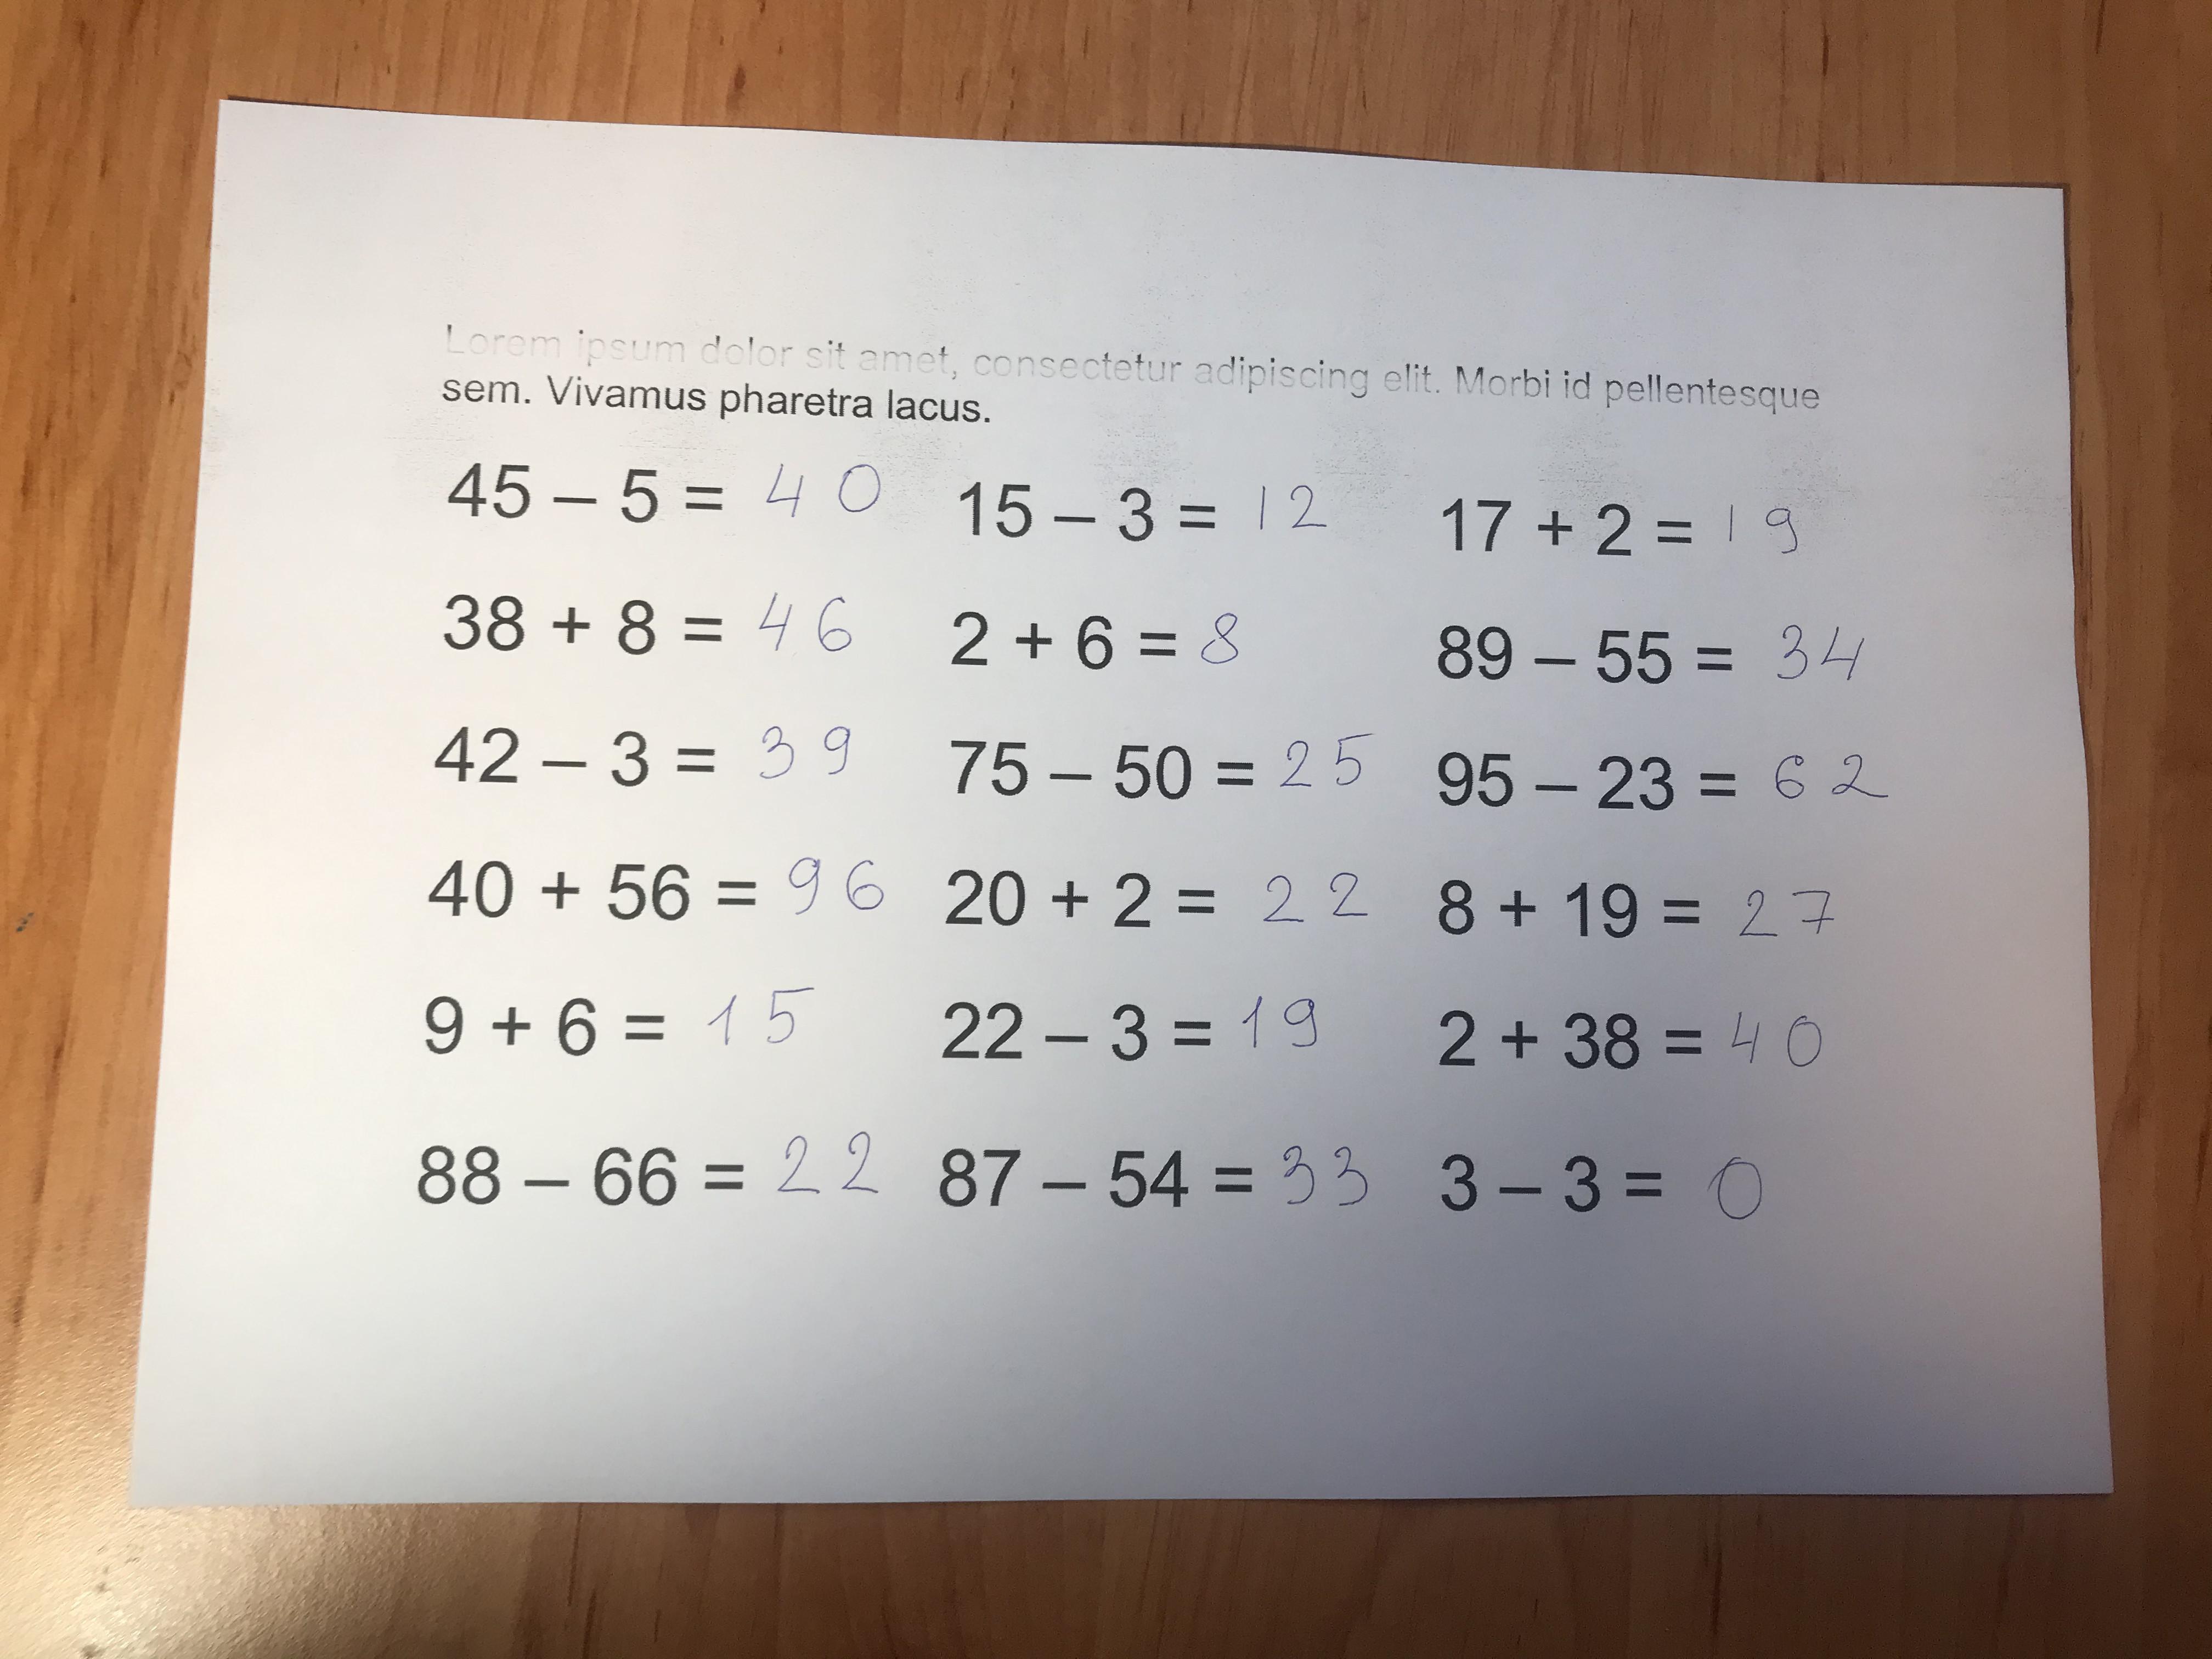 Lorem ipsum dolor sit amet, consectetur adipiscing elit. Morbi id pellentesque
sem. Vivamus pharetra lacus.
45 – 5 = 40 15 – 3 = 12 17 + 2 = 19
38 + 8 = 46 2 + 6 = 8 89 – 55 = 34
42 – 3 = 39 75 – 50 = 25 95 – 23 = 62
40 + 56 = 96 20 + 2 = 22 8 + 19 = 27
9 + 6 = 15 22 – 3 = 19 2 + 38 = 40
88 – 66 = 22 87 – 54 = 33 3 – 3 = 0